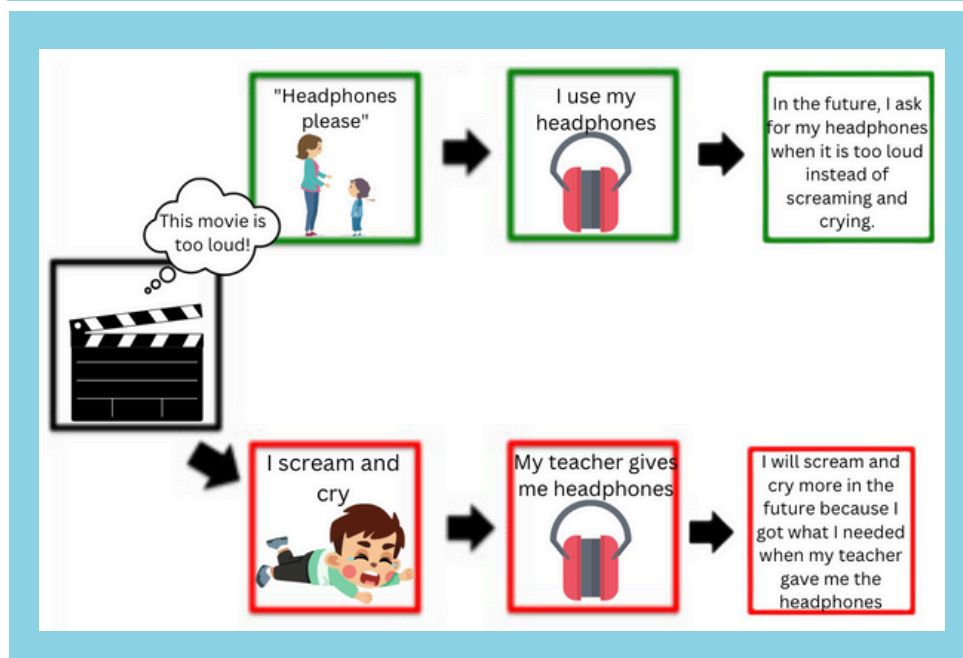 "Headphones
please"
I use my
headphones
In the future, I ask
for my headphones
when it is too loud
instead of
screaming and
crying.
This movie is
too loud!
I scream and
cry
My teacher gives
me headphones
I will scream and
cry more in the
future because I
got what I needed
when my teacher
gave me the
headphones